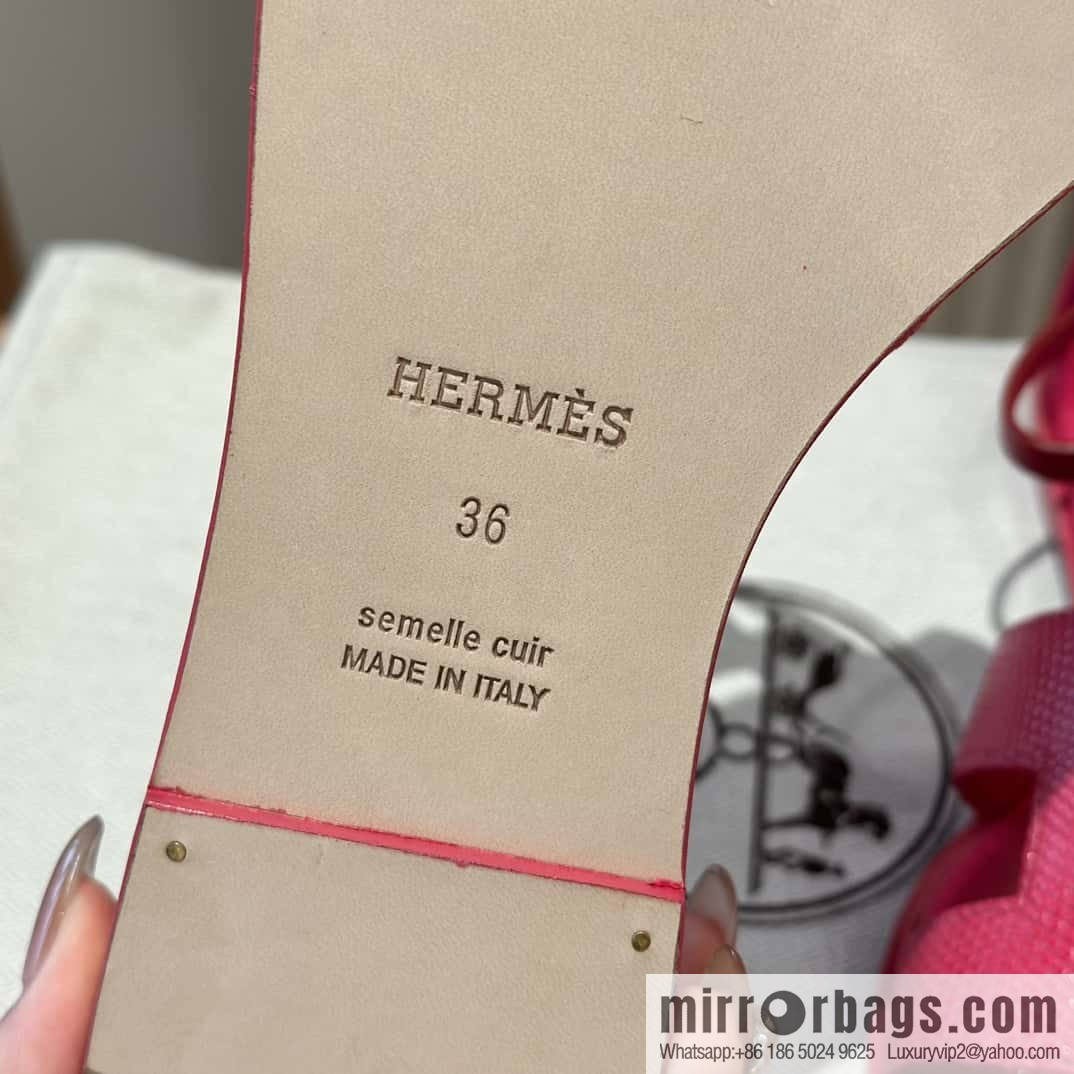 HERMÈS
36
semelle cuir
MADE IN ITALY
mirrorbags.com
Whatsapp:+86 186 5024 9625 Luxuryvip2@yahoo.com